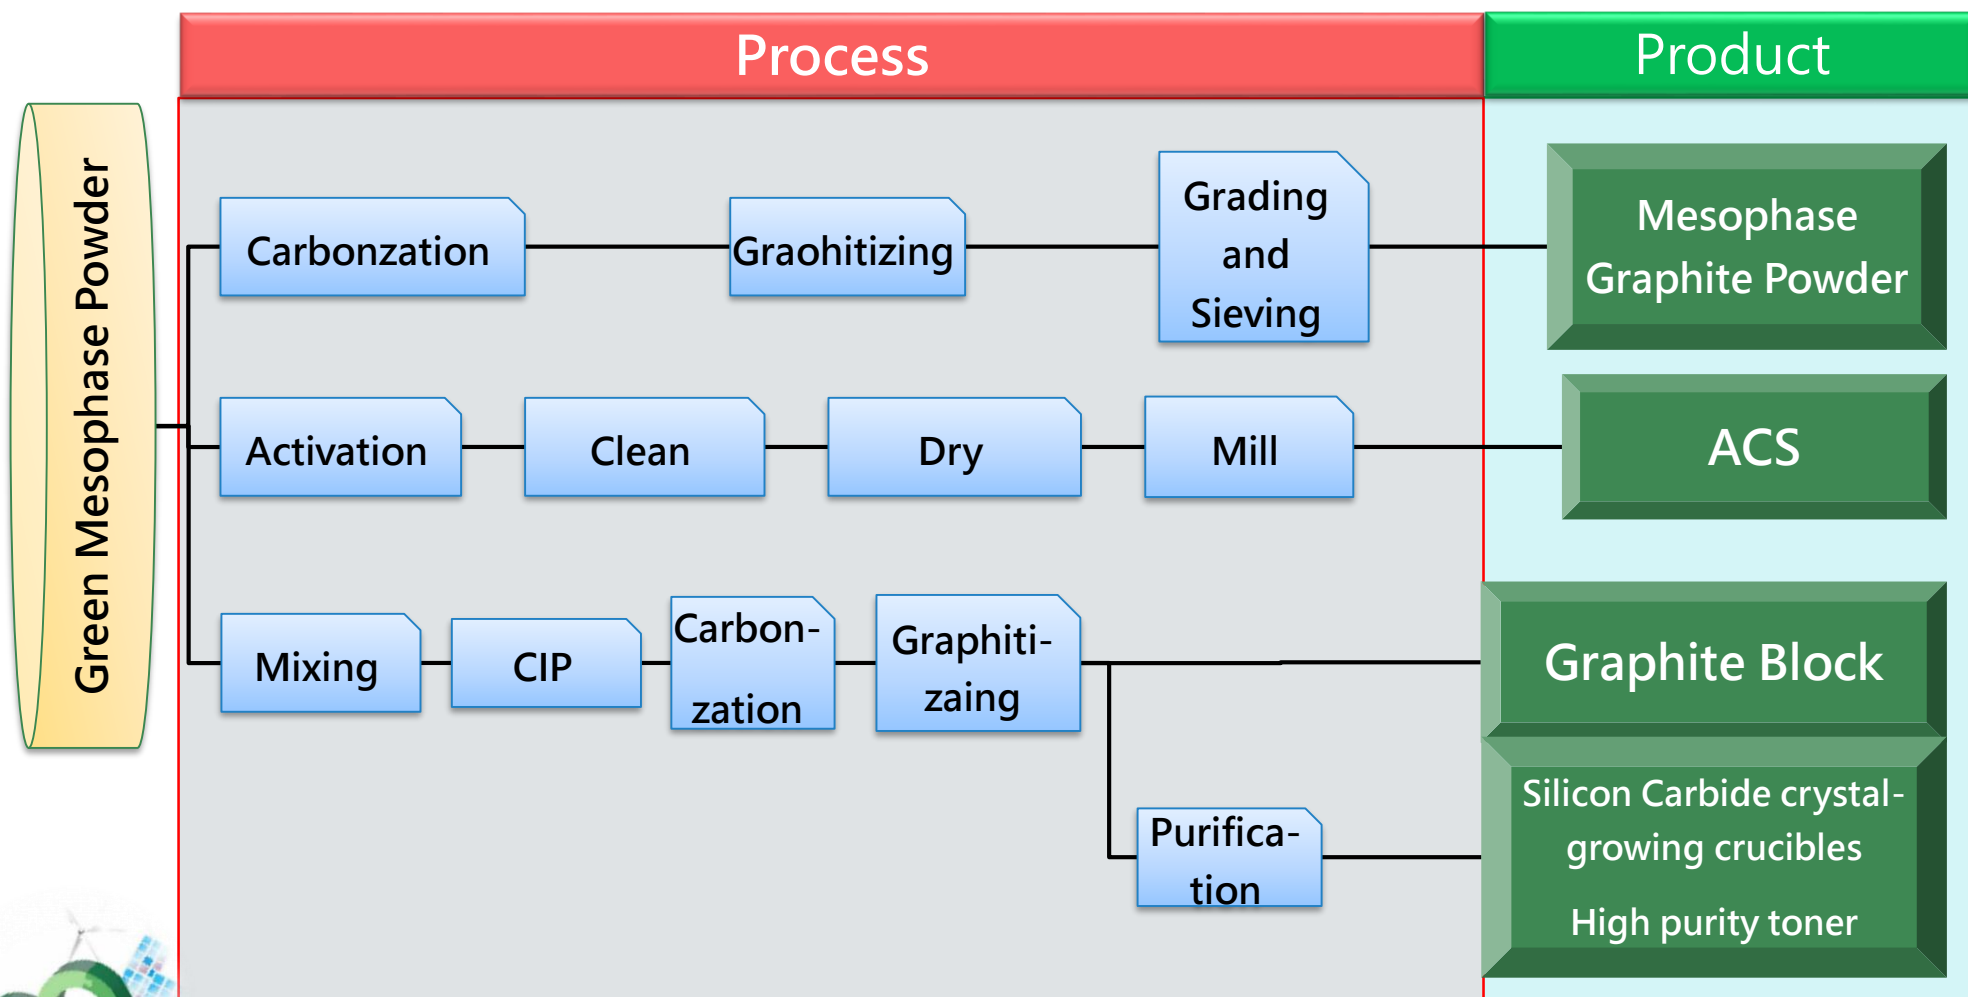 Process
Product
Green Mesophase Powder
Carbonzation
Graohitizing
Grading
and
Sieving
Mesophase
Graphite Powder
Activation
Clean
Dry
Mill
ACS
Mixing
CIP
Carbon-
zation
Graphiti-
zaing
Graphite Block
Purifica-
tion
Silicon Carbide crystal-
growing crucibles
High purity toner